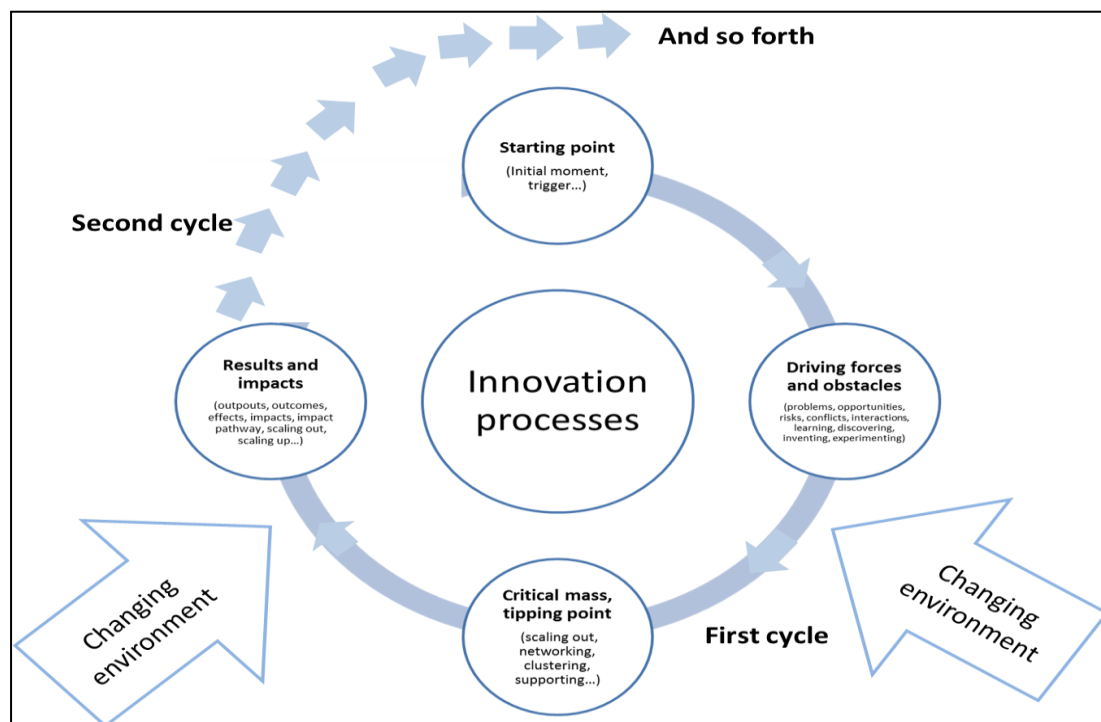 And so forth
Starting point
(Initial moment,
trigger...)
Second cycle
Results and
impacts
(outpouts, outcomes,
effects, impacts, impact
pathway, scaling out,
scaling up...)
Innovation
processes
Driving forces
and obstacles
(problems, opportunities,
risks, conflicts, interactions,
learning, discovering,
inventing, experimenting)
Changing
environment
Critical mass,
tipping point
(scaling out,
networking,
clustering,
supporting...)
First cycle
Changing
environment